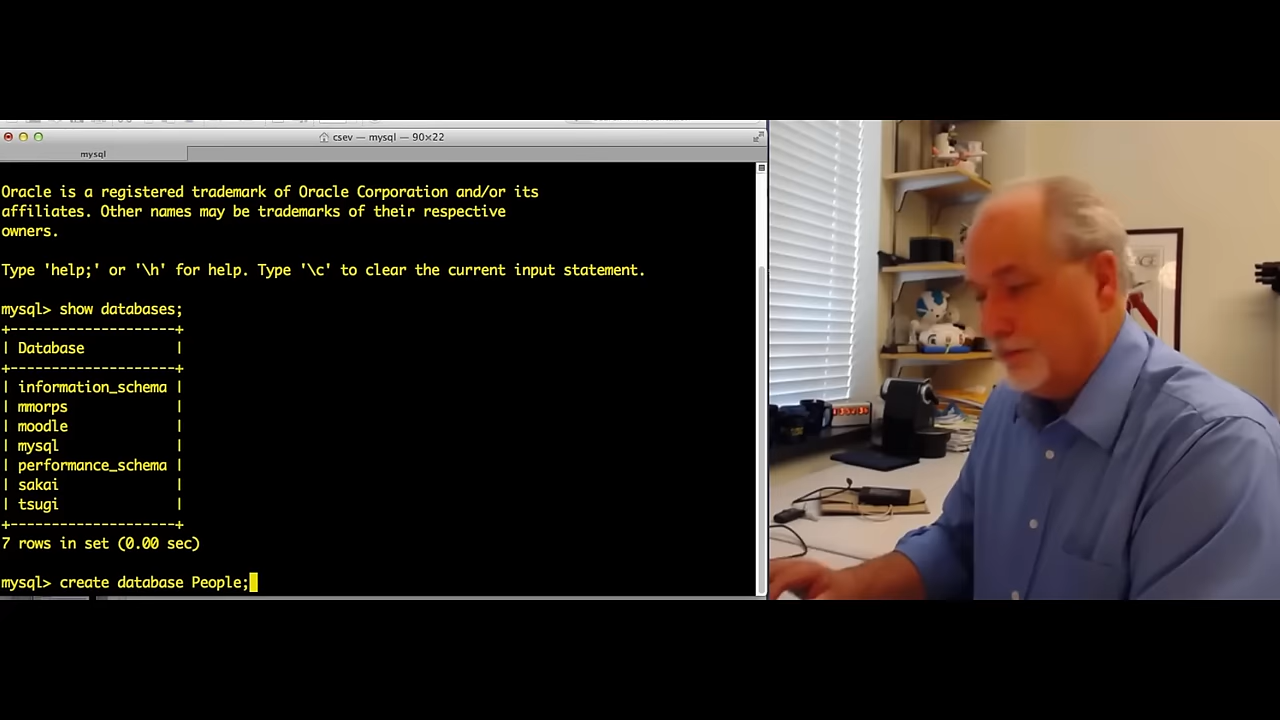 csev — mysql — 90×22
mysql
Oracle is a registered trademark of Oracle Corporation and/or its
affiliates. Other names may be trademarks of their respective
owners.
Type 'help;' or '\h' for help. Type '\c' to clear the current input statement.
mysql> show databases;
+--------------------+
| Database           |
+--------------------+
| information_schema |
| mmorps             |
| moodle             |
| mysql              |
| performance_schema |
| sakai              |
| tsugi              |
+--------------------+
7 rows in set (0.00 sec)
mysql> create database People;